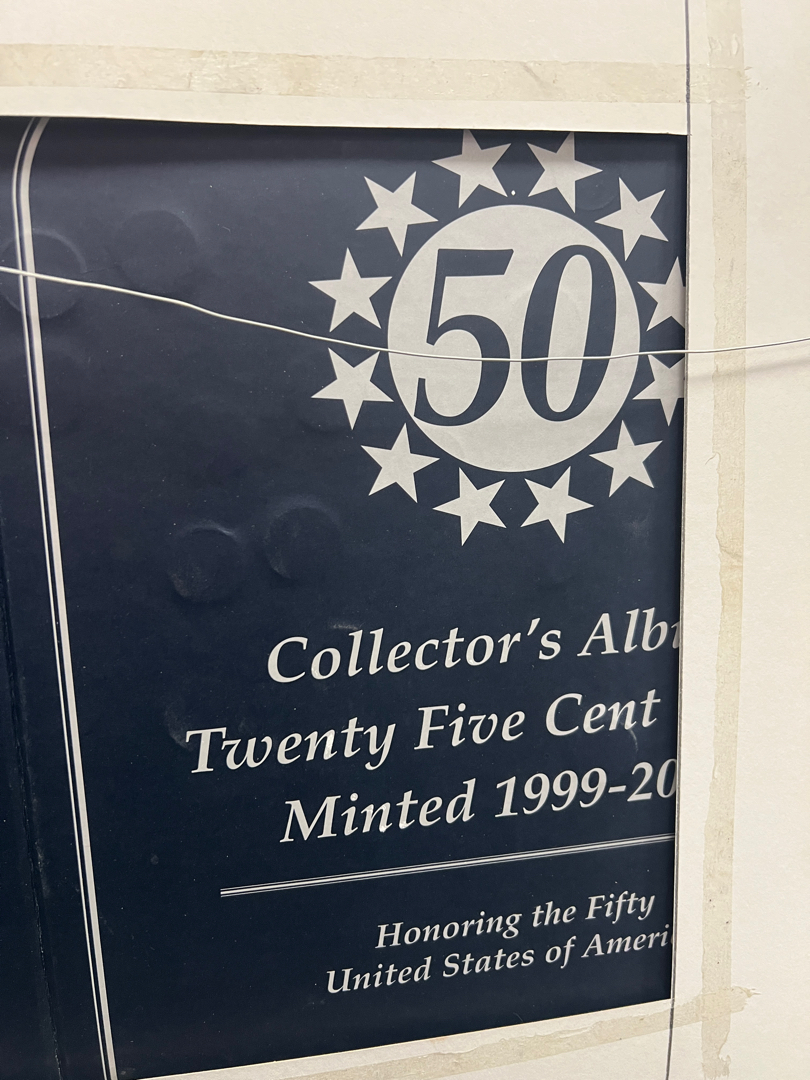 50
Collector's Alb
Twenty Five Cent
Minted 1999-20
Honoring the Fifty
United States of Ameri